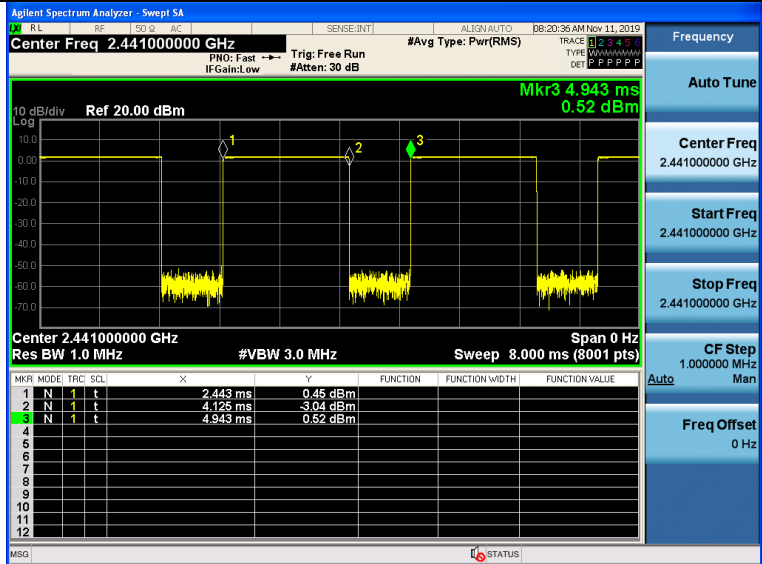 Agilent Spectrum Analyzer - Swept SA
LXI RL RF 50 Ω AC SENSE:INT ALIGN AUTO 08:20:36 AM Nov 11, 2019
Center Freq 2.441000000 GHz #Avg Type: Pwr(RMS) TRACE 1 2 3 4 5 6
PNO: Fast Trig: Free Run TYPE WWWWWW
IFGain:Low #Atten: 30 dB DET P P P P P P
Mkr3 4.943 ms
0.52 dBm
10 dB/div Ref 20.00 dBm
Log
1 2 3
10.0
0.00
-10.0
-20.0
-30.0
-40.0
-50.0
-60.0
-70.0
Center 2.441000000 GHz Span 0 Hz
Res BW 1.0 MHz #VBW 3.0 MHz Sweep 8.000 ms (8001 pts)
MKR MODE TRC SCL X Y FUNCTION FUNCTION WIDTH FUNCTION VALUE
1 N 1 t 2.443 ms 0.45 dBm
2 N 1 t 4.125 ms -3.04 dBm
3 N 1 t 4.943 ms 0.52 dBm
4
5
6
7
8
9
10
11
12
MSG STATUS
Frequency
Auto Tune
Center Freq
2.441000000 GHz
Start Freq
2.441000000 GHz
Stop Freq
2.441000000 GHz
CF Step
1.000000 MHz
Auto Man
Freq Offset
0 Hz